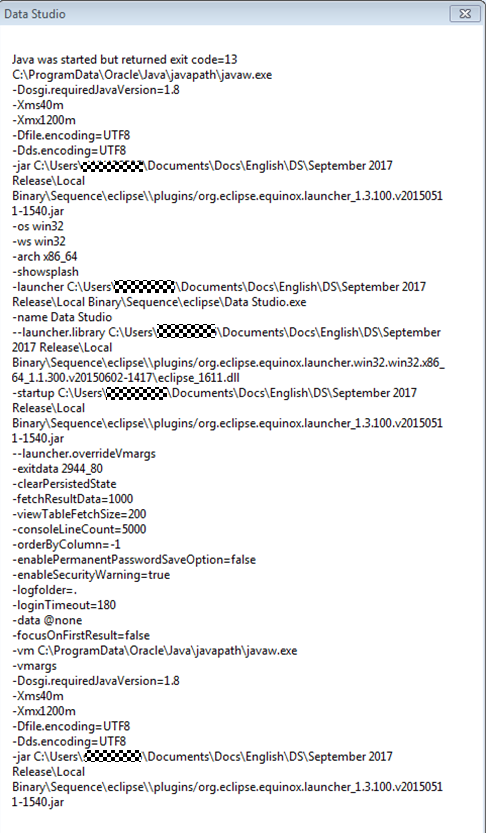 Data Studio
Java was started but returned exit code=13
C:\ProgramData\Oracle\Java\javapath\javaw.exe
-Dosgi.requiredJavaVersion=1.8
-Xms40m
-Xmx1200m
-Dfile.encoding=UTF8
-Dds.encoding=UTF8
-jar C:\Users\ \Documents\Docs\English\DS\September 2017
Release\Local
Binary\Sequence\eclipse\\plugins/org.eclipse.equinox.launcher_1.3.100.v2015051
1-1540.jar
-os win32
-ws win32
-arch x86_64
-showsplash
-launcher C:\Users\ \Documents\Docs\English\DS\September 2017
Release\Local Binary\Sequence\eclipse\Data Studio.exe
-name Data Studio
--launcher.library C:\Users\ \Documents\Docs\English\DS\September
2017 Release\Local
Binary\Sequence\eclipse\\plugins/org.eclipse.equinox.launcher.win32.win32.x86_
64_1.1.300.v20150602-1417\eclipse_1611.dll
-startup C:\Users\ \Documents\Docs\English\DS\September 2017
Release\Local
Binary\Sequence\eclipse\\plugins/org.eclipse.equinox.launcher_1.3.100.v2015051
1-1540.jar
--launcher.overrideVmargs
-exitdata 2944_80
-clearPersistedState
-fetchResultData=1000
-viewTableFetchSize=200
-consoleLineCount=5000
-orderByColumn=-1
-enablePermanentPasswordSaveOption=false
-enableSecurityWarning=true
-logfolder=.
-loginTimeout=180
-data @none
-focusOnFirstResult=false
-vm C:\ProgramData\Oracle\Java\javapath\javaw.exe
-vmargs
-Dosgi.requiredJavaVersion=1.8
-Xms40m
-Xmx1200m
-Dfile.encoding=UTF8
-Dds.encoding=UTF8
-jar C:\Users\ \Documents\Docs\English\DS\September 2017
Release\Local
Binary\Sequence\eclipse\\plugins/org.eclipse.equinox.launcher_1.3.100.v2015051
1-1540.jar